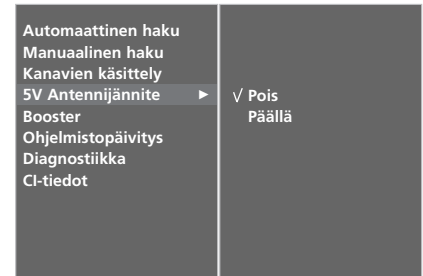 Automaattinen haku
Manuaalinen haku
Kanavien käsittely
5V Antennijännite ►
Booster
Ohjelmistopäivitys
Diagnostiikka
CI-tiedot
√ Pois
Päällä